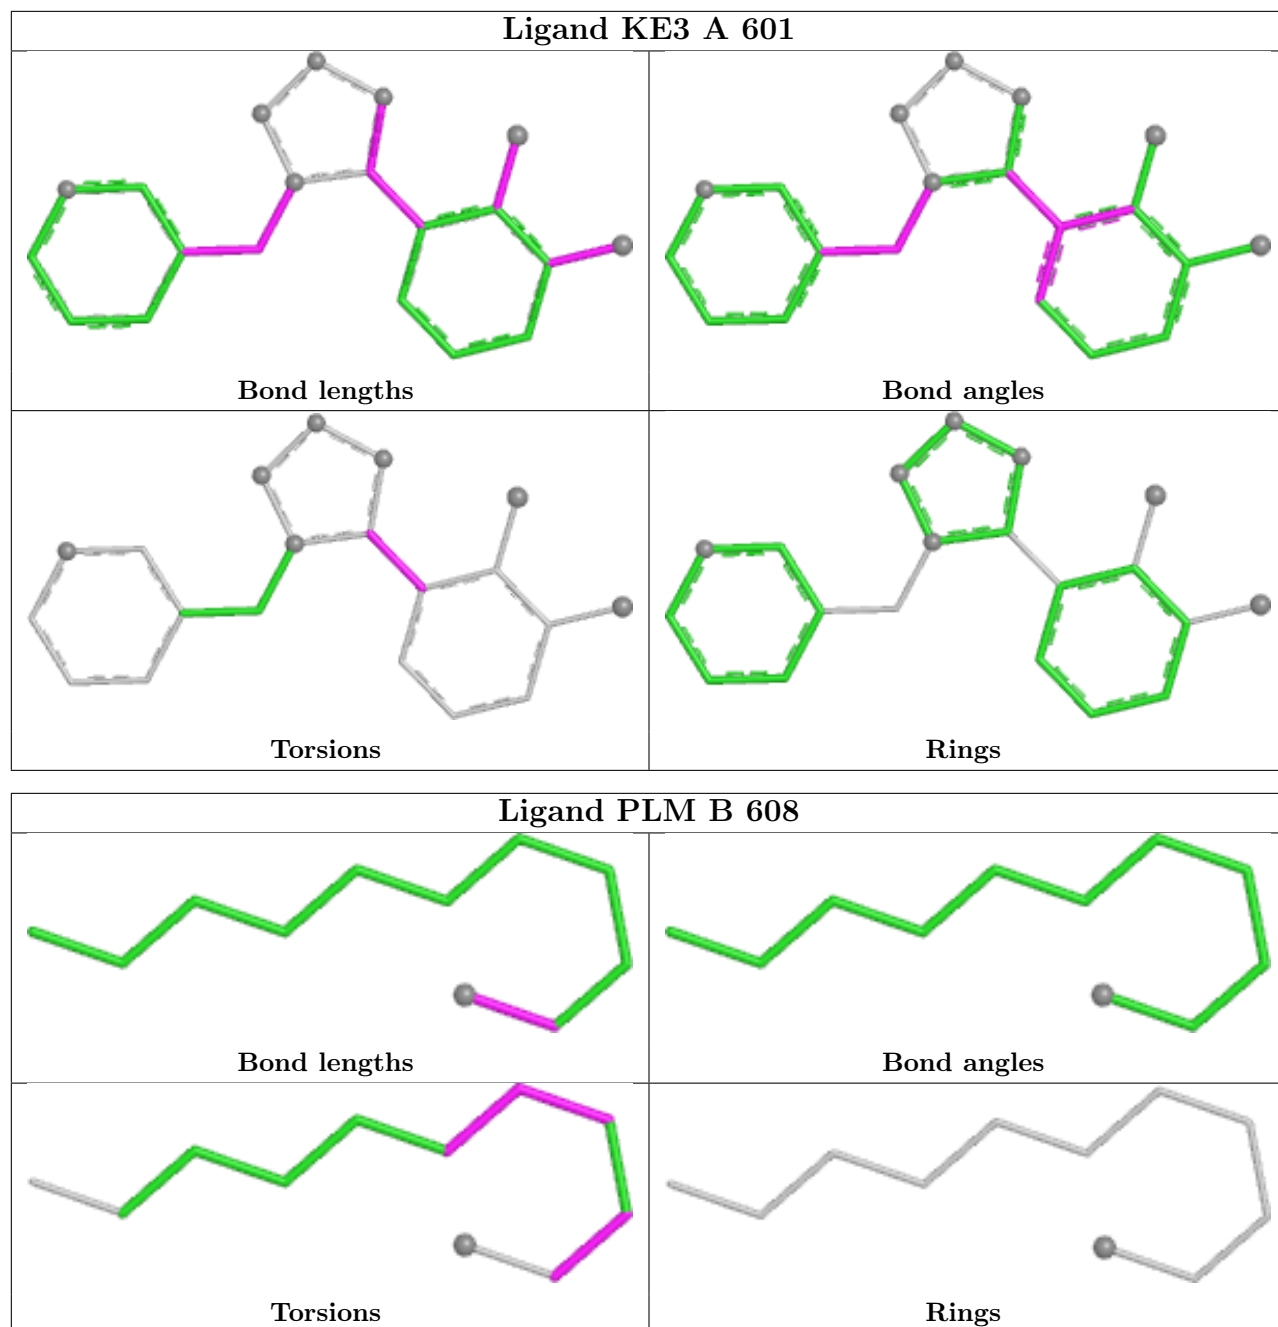 Ligand KE3 A 601
Bond lengths
Bond angles
Torsions
Rings
Ligand PLM B 608
Bond lengths
Bond angles
Torsions
Rings